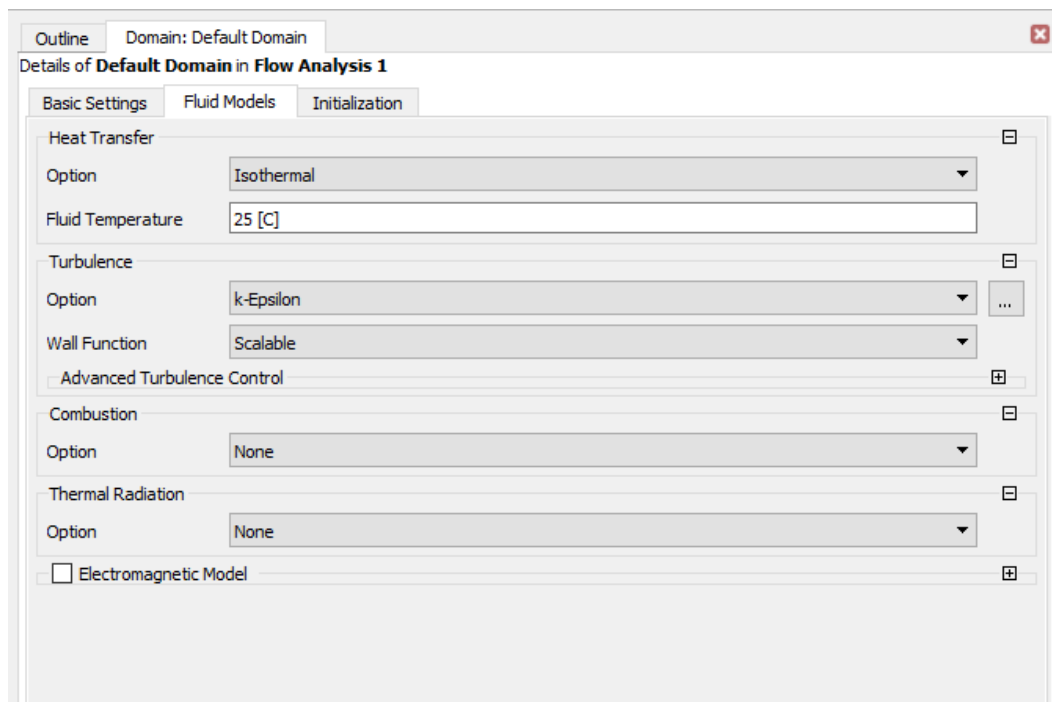 Outline Domain: Default Domain
Details of Default Domain in Flow Analysis 1
Basic Settings Fluid Models Initialization
Heat Transfer
Option Isothermal
Fluid Temperature 25 [C]
Turbulence
Option k-Epsilon ...
Wall Function Scalable
Advanced Turbulence Control
Combustion
Option None
Thermal Radiation
Option None
Electromagnetic Model